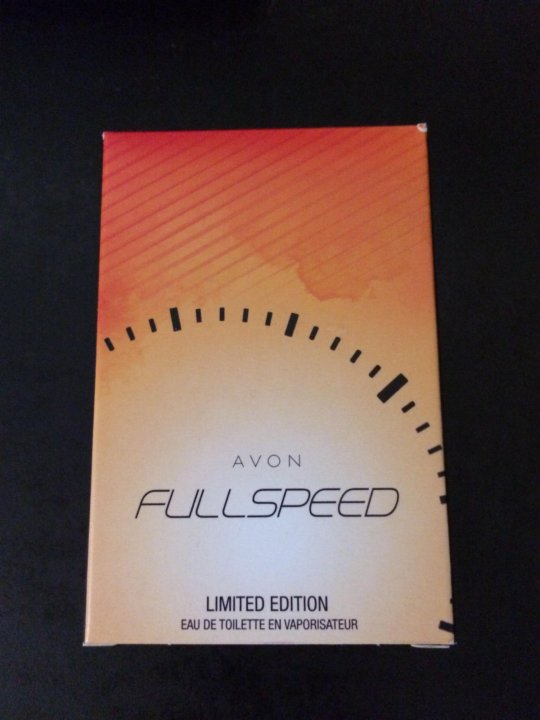 AVON
FULLSPEED
LIMITED EDITION
EAU DE TOILETTE EN VAPORISATEUR